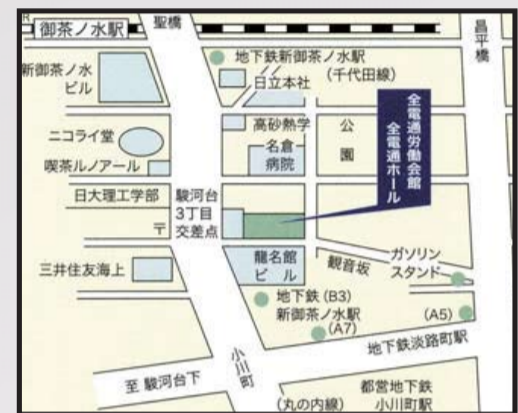 R
御茶ノ水駅
聖橋
昌平橋
地下鉄新御茶ノ水駅
(千代田線)
新御茶ノ水
ビル
日立本社
高砂熱学
公園
全電通労働会館
全電通ホール
ニコライ堂
名倉
病院
喫茶ルノアール
日大理工学部
駿河台
3丁目
交差点
〒
龍名館
ビル
観音坂
ガソリン
スタンド
三井住友海上
地下鉄(B3)
新御茶ノ水駅
(A7)
(A5)
地下鉄淡路町駅
小川町
至 駿河台下
(丸の内線)
都営地下鉄
小川町駅